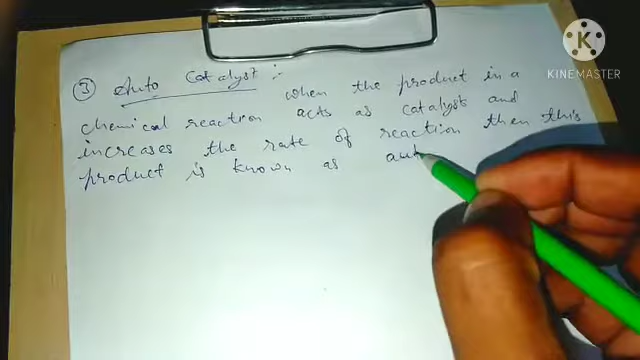 ③ Auto Catalyst :-
when the product in a
chemical reaction acts as catalyst and
increases the rate of reaction then this
product is known as aut
KINEMASTER